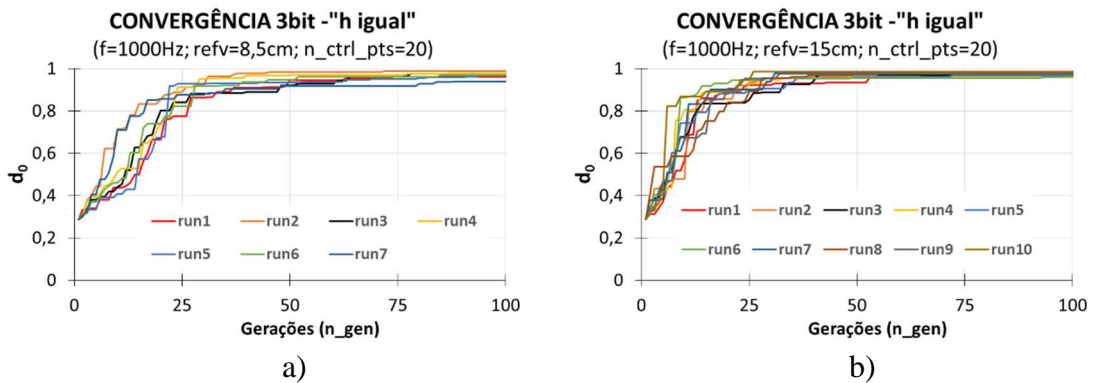 CONVERGÊNCIA 3bit -"h igual"
(f=1000Hz; refv=8,5cm; n_ctrl_pts=20)
1
0,8
0,6
0,4
0,2
0
d0
run1 run2 run3 run4
run5 run6 run7
0 25 50 75 100
Gerações (n_gen)
a)
CONVERGÊNCIA 3bit -"h igual"
(f=1000Hz; refv=15cm; n_ctrl_pts=20)
1
0,8
0,6
0,4
0,2
0
d0
run1 run2 run3 run4 run5
run6 run7 run8 run9 run10
0 25 50 75 100
Gerações (n_gen)
b)